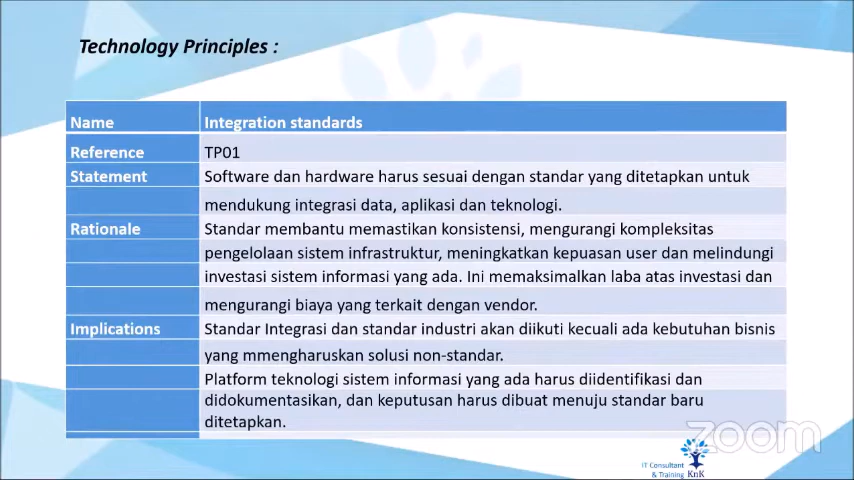 Technology Principles :
Name Integration standards
Reference TP01
Statement Software dan hardware harus sesuai dengan standar yang ditetapkan untuk
mendukung integrasi data, aplikasi dan teknologi.
Rationale Standar membantu memastikan konsistensi, mengurangi kompleksitas
pengelolaan sistem infrastruktur, meningkatkan kepuasan user dan melindungi
investasi sistem informasi yang ada. Ini memaksimalkan laba atas investasi dan
mengurangi biaya yang terkait dengan vendor.
Implications Standar Integrasi dan standar industri akan diikuti kecuali ada kebutuhan bisnis
yang mmengharuskan solusi non-standar.
Platform teknologi sistem informasi yang ada harus diidentifikasi dan
didokumentasikan, dan keputusan harus dibuat menuju standar baru
ditetapkan.
zoom
IT Consultant
& Training KnK